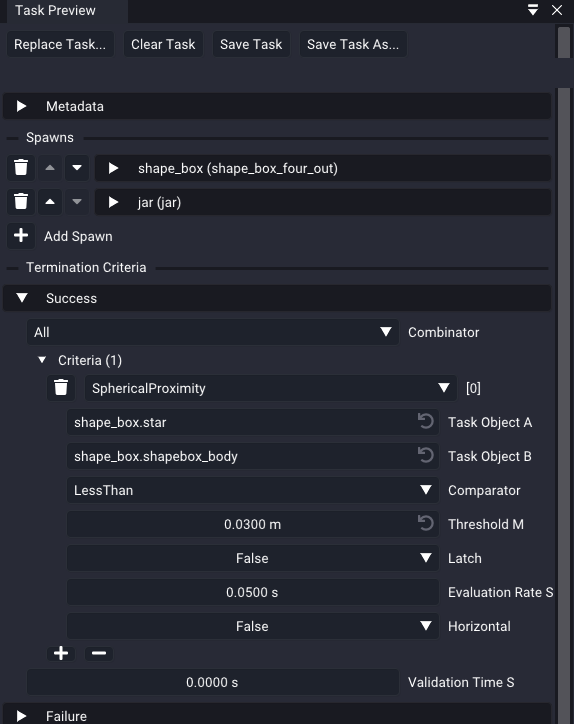 Task Preview
Replace Task... Clear Task Save Task Save Task As...
Metadata
Spawns
shape_box (shape_box_four_out)
jar (jar)
Add Spawn
Termination Criteria
Success
All Combinator
Criteria (1)
SphericalProximity [0]
shape_box.star Task Object A
shape_box.shapebox_body Task Object B
LessThan Comparator
0.0300 m Threshold M
False Latch
0.0500 s Evaluation Rate S
False Horizontal
0.0000 s Validation Time S
Failure